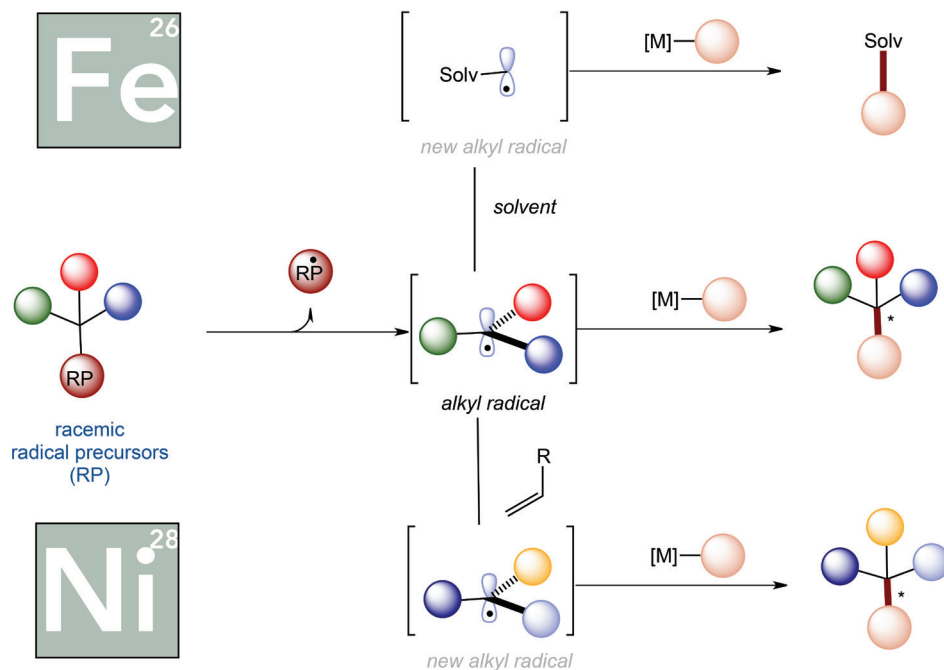 26
Fe
Solv
[M]
Solv
new alkyl radical
solvent
RP
[M]
*
RP
alkyl radical
racemic
radical precursors
(RP)
R
28
Ni
[M]
*
new alkyl radical